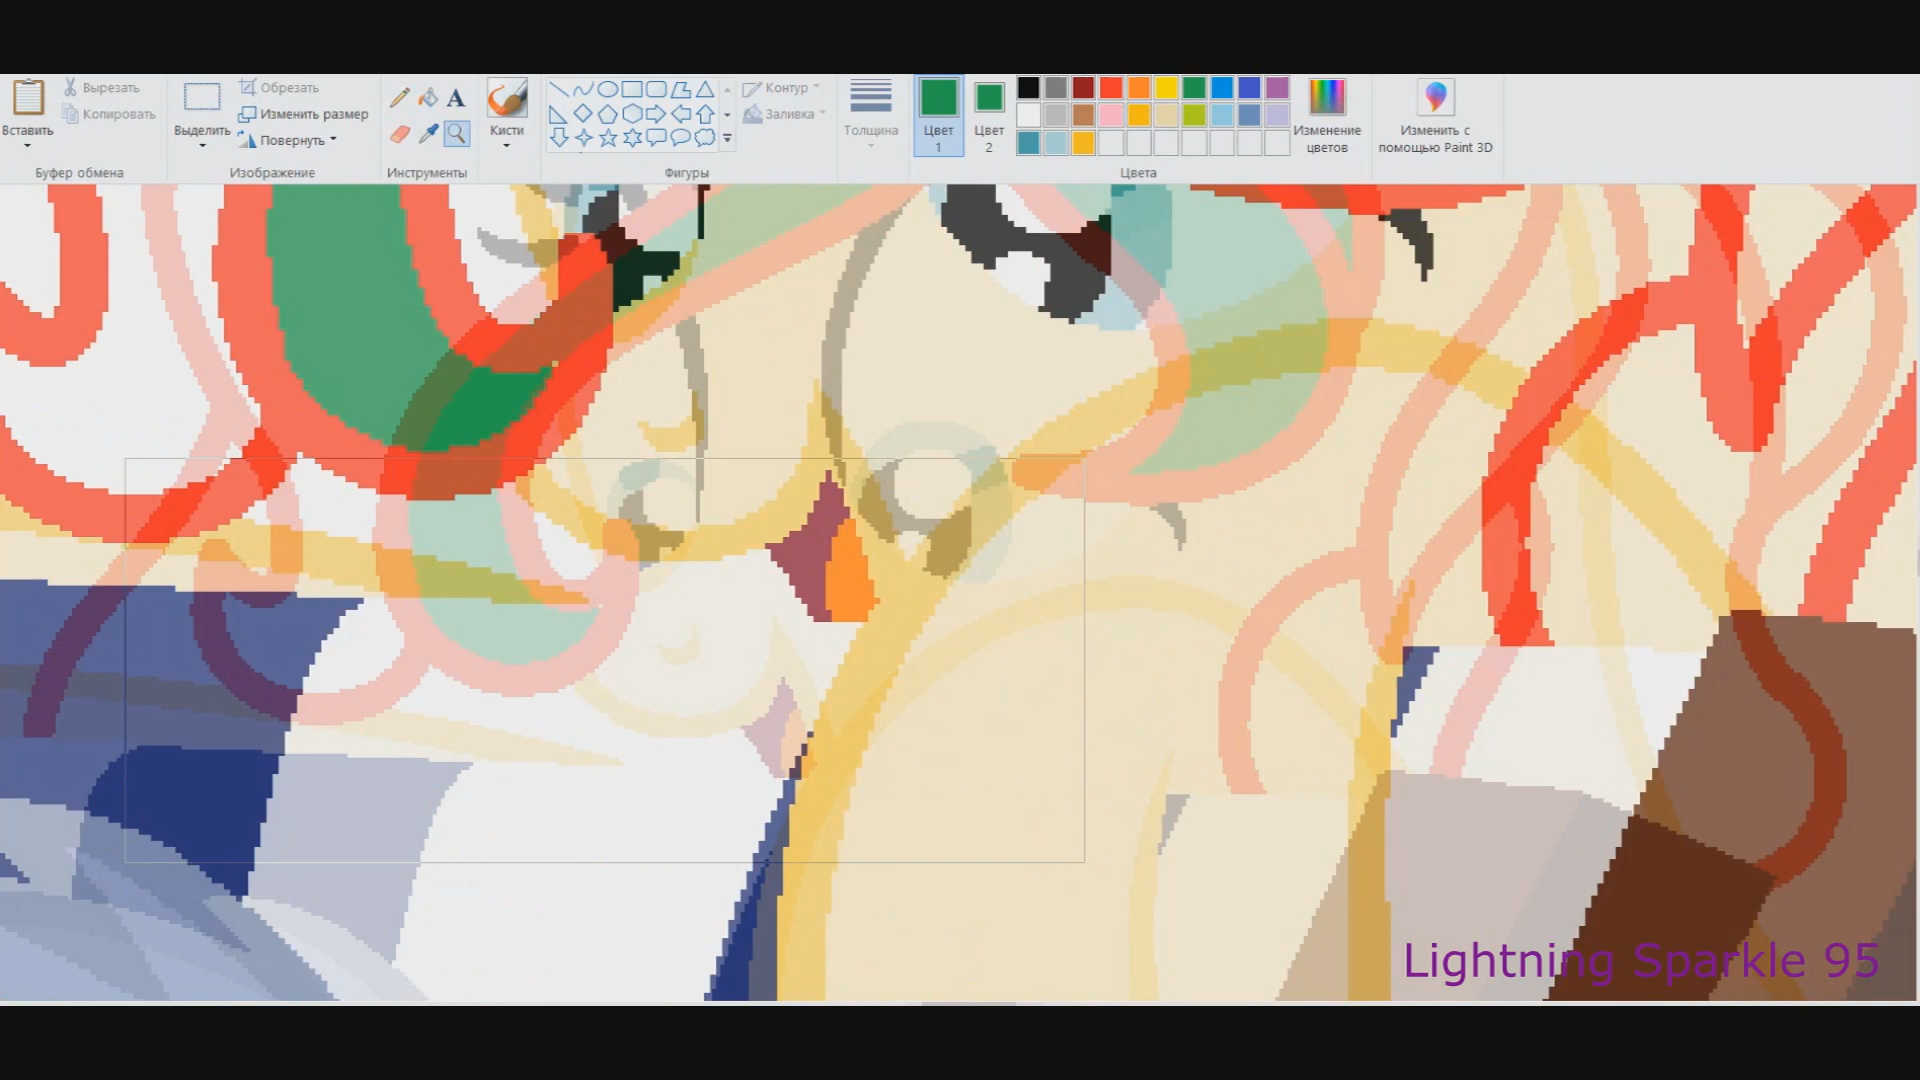 Вставить
Вырезать
Копировать
Буфер обмена
Выделить
Обрезать
Изменить размер
Повернуть
Изображение
A
Инструменты
Кисти
Контур
Заливка
Фигуры
Толщина
Цвет
1
Цвет
2
Цвета
Изменение
цветов
Изменить с
помощью Paint 3D
Lightning Sparkle 95